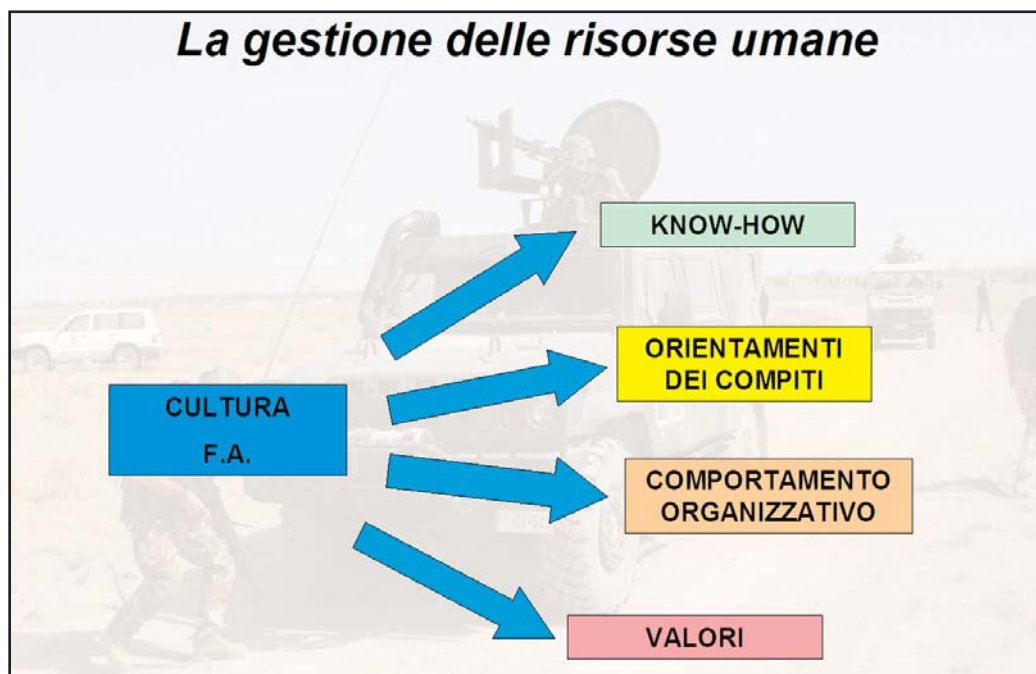 La gestione delle risorse umane
KNOW-HOW
ORIENTAMENTI
DEI COMPITI
CULTURA
F.A.
COMPORTAMENTO
ORGANIZZATIVO
VALORI